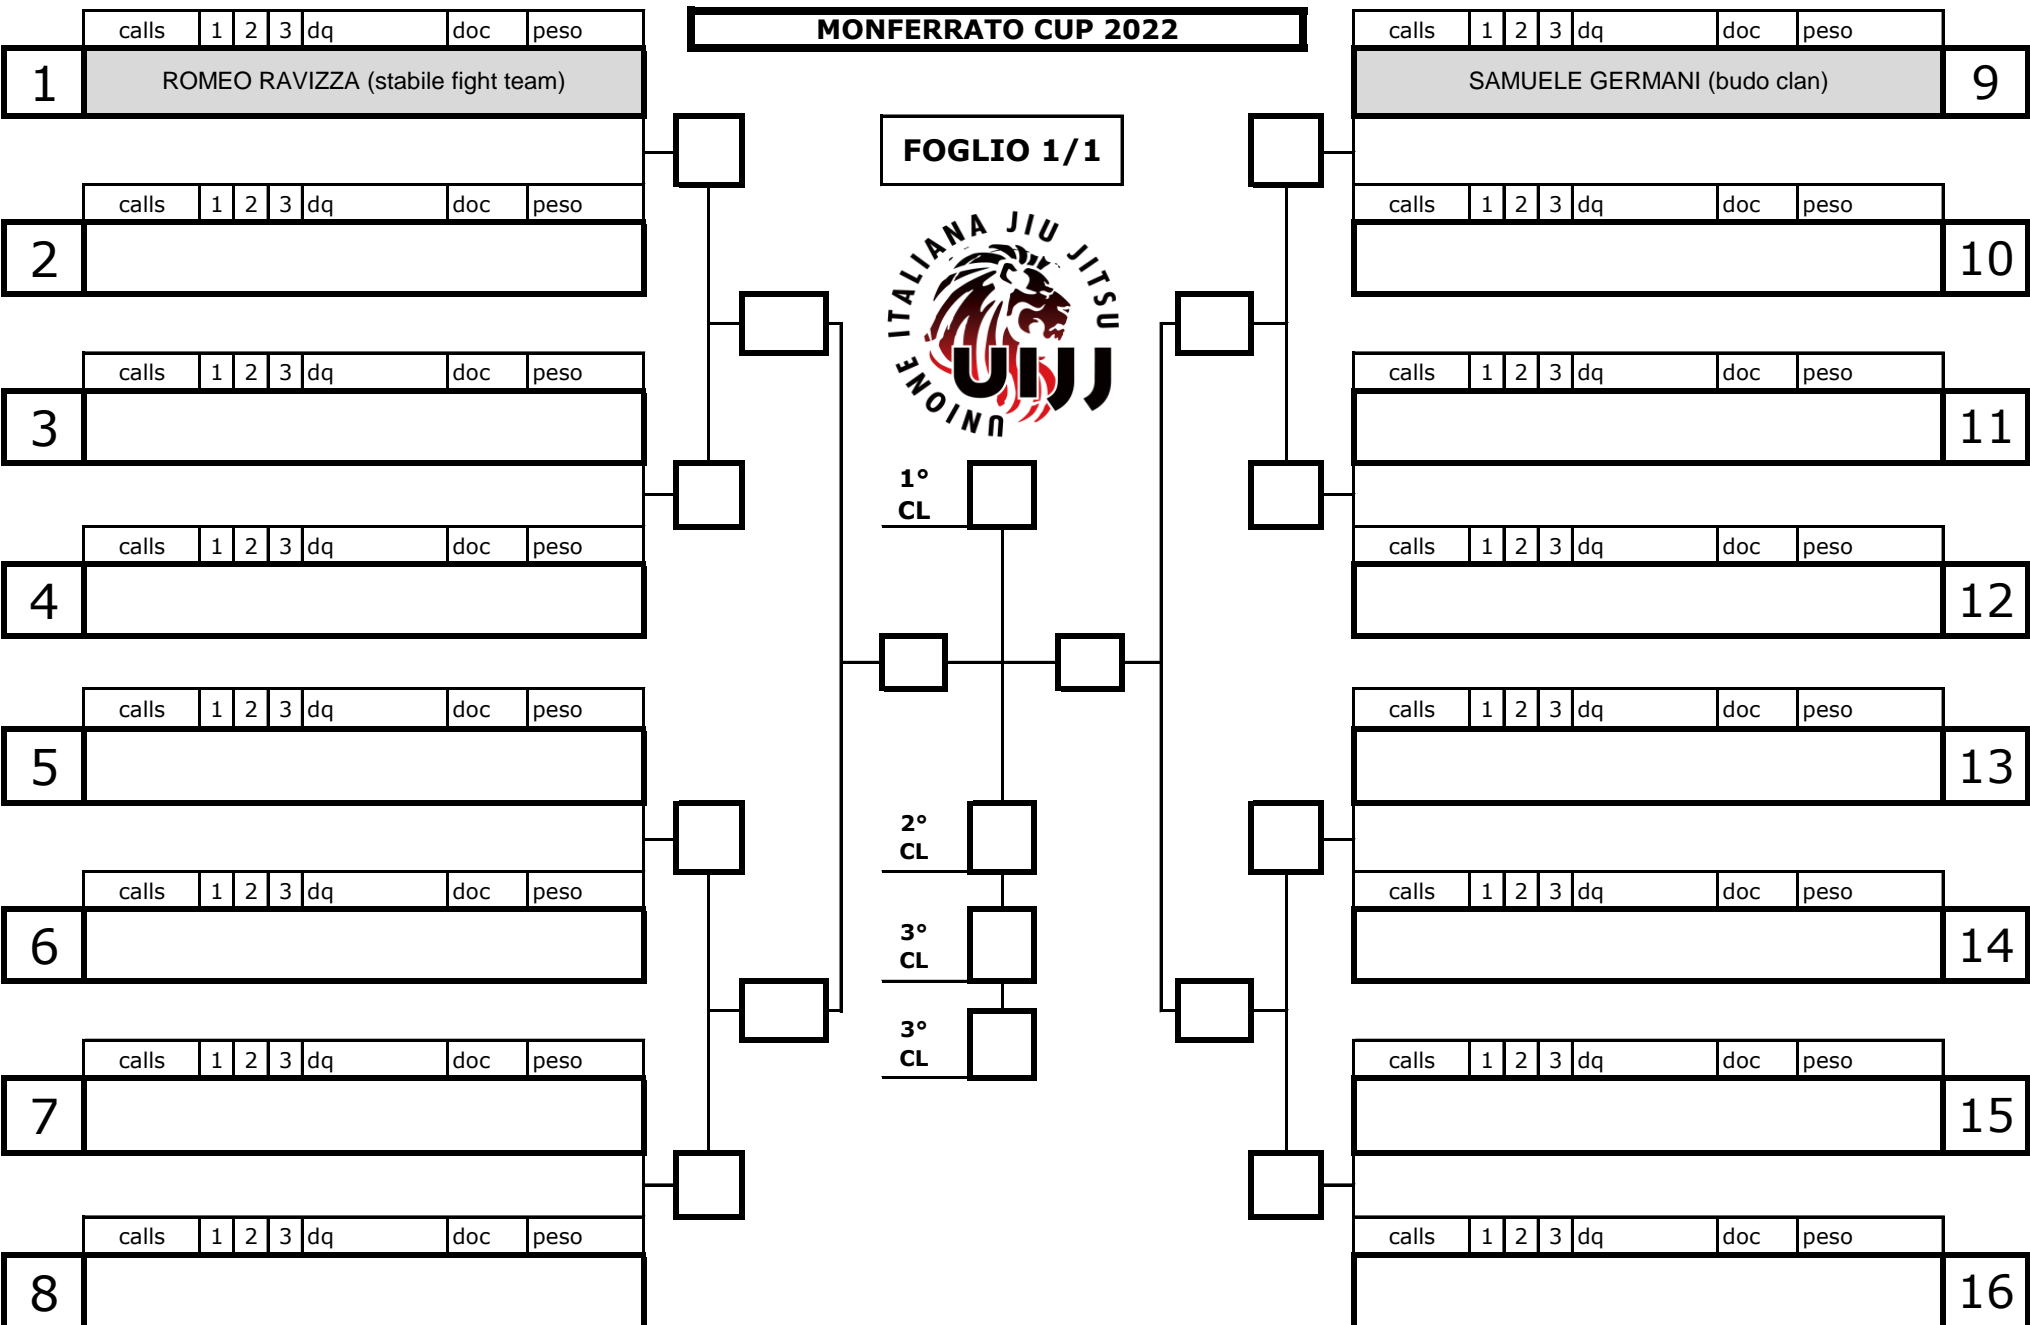 MONFERRATO CUP 2022
calls 1 2 3 dq doc peso
1 ROMEO RAVIZZA (stabile fight team)
calls 1 2 3 dq doc peso
2
calls 1 2 3 dq doc peso
3
calls 1 2 3 dq doc peso
4
calls 1 2 3 dq doc peso
5
calls 1 2 3 dq doc peso
6
calls 1 2 3 dq doc peso
7
calls 1 2 3 dq doc peso
8
FOGLIO 1/1
UNIONE ITALIANA JIU JITSU
UIJJ
1°
CL
2°
CL
3°
CL
3°
CL
calls 1 2 3 dq doc peso
SAMUELE GERMANI (budo clan) 9
calls 1 2 3 dq doc peso
10
calls 1 2 3 dq doc peso
11
calls 1 2 3 dq doc peso
12
calls 1 2 3 dq doc peso
13
calls 1 2 3 dq doc peso
14
calls 1 2 3 dq doc peso
15
calls 1 2 3 dq doc peso
16